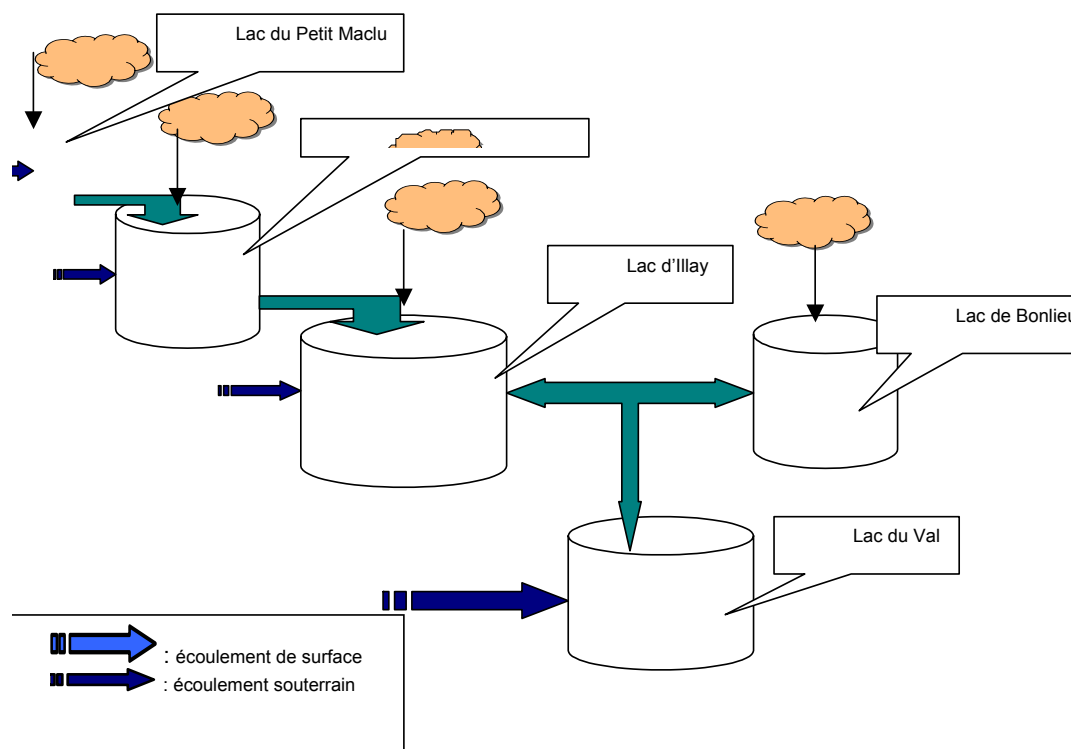 Lac du Petit Maclu
Lac d'Illay
Lac de Bonlieu
Lac du Val
: écoulement de surface
: écoulement souterrain